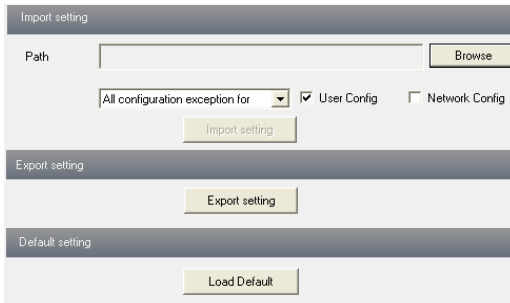 Import setting
Path
Browse
All configuration exception for User Config Network Config
Import setting
Export setting
Export setting
Default setting
Load Default